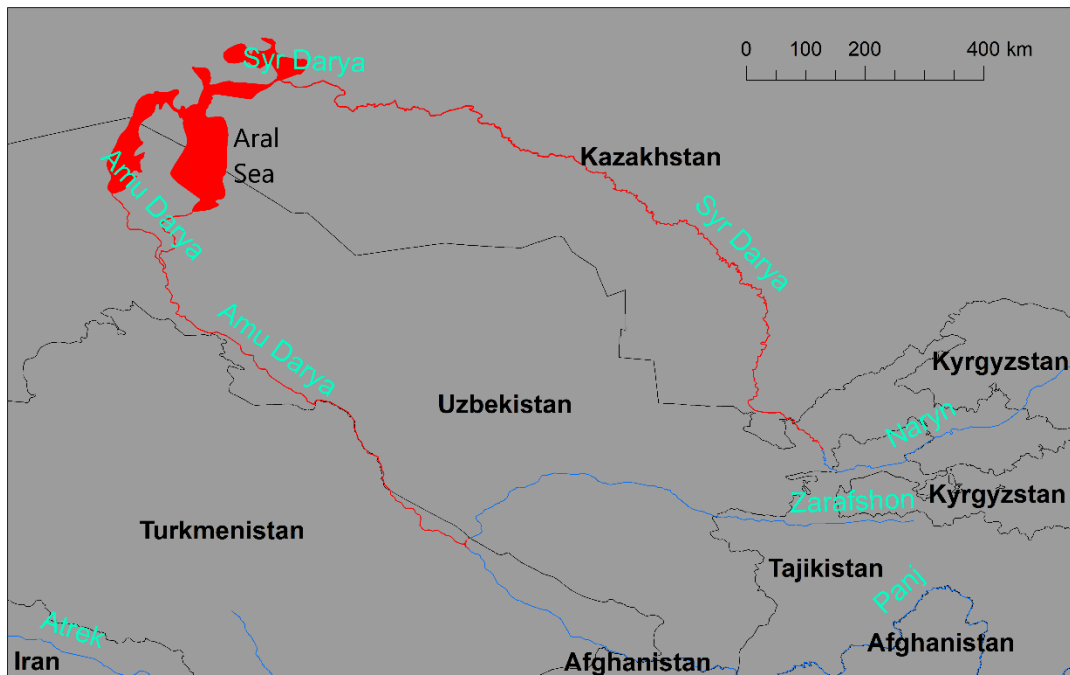 Syr Darya
0 100 200 400 km
Aral
Sea
Kazakhstan
Amu Darya
Syr Darya
Amu Darya
Kyrgyzstan
Uzbekistan
Naryn
Zarafshon
Kyrgyzstan
Turkmenistan
Tajikistan
Panj
Atrek
Afghanistan
Iran
Afghanistan